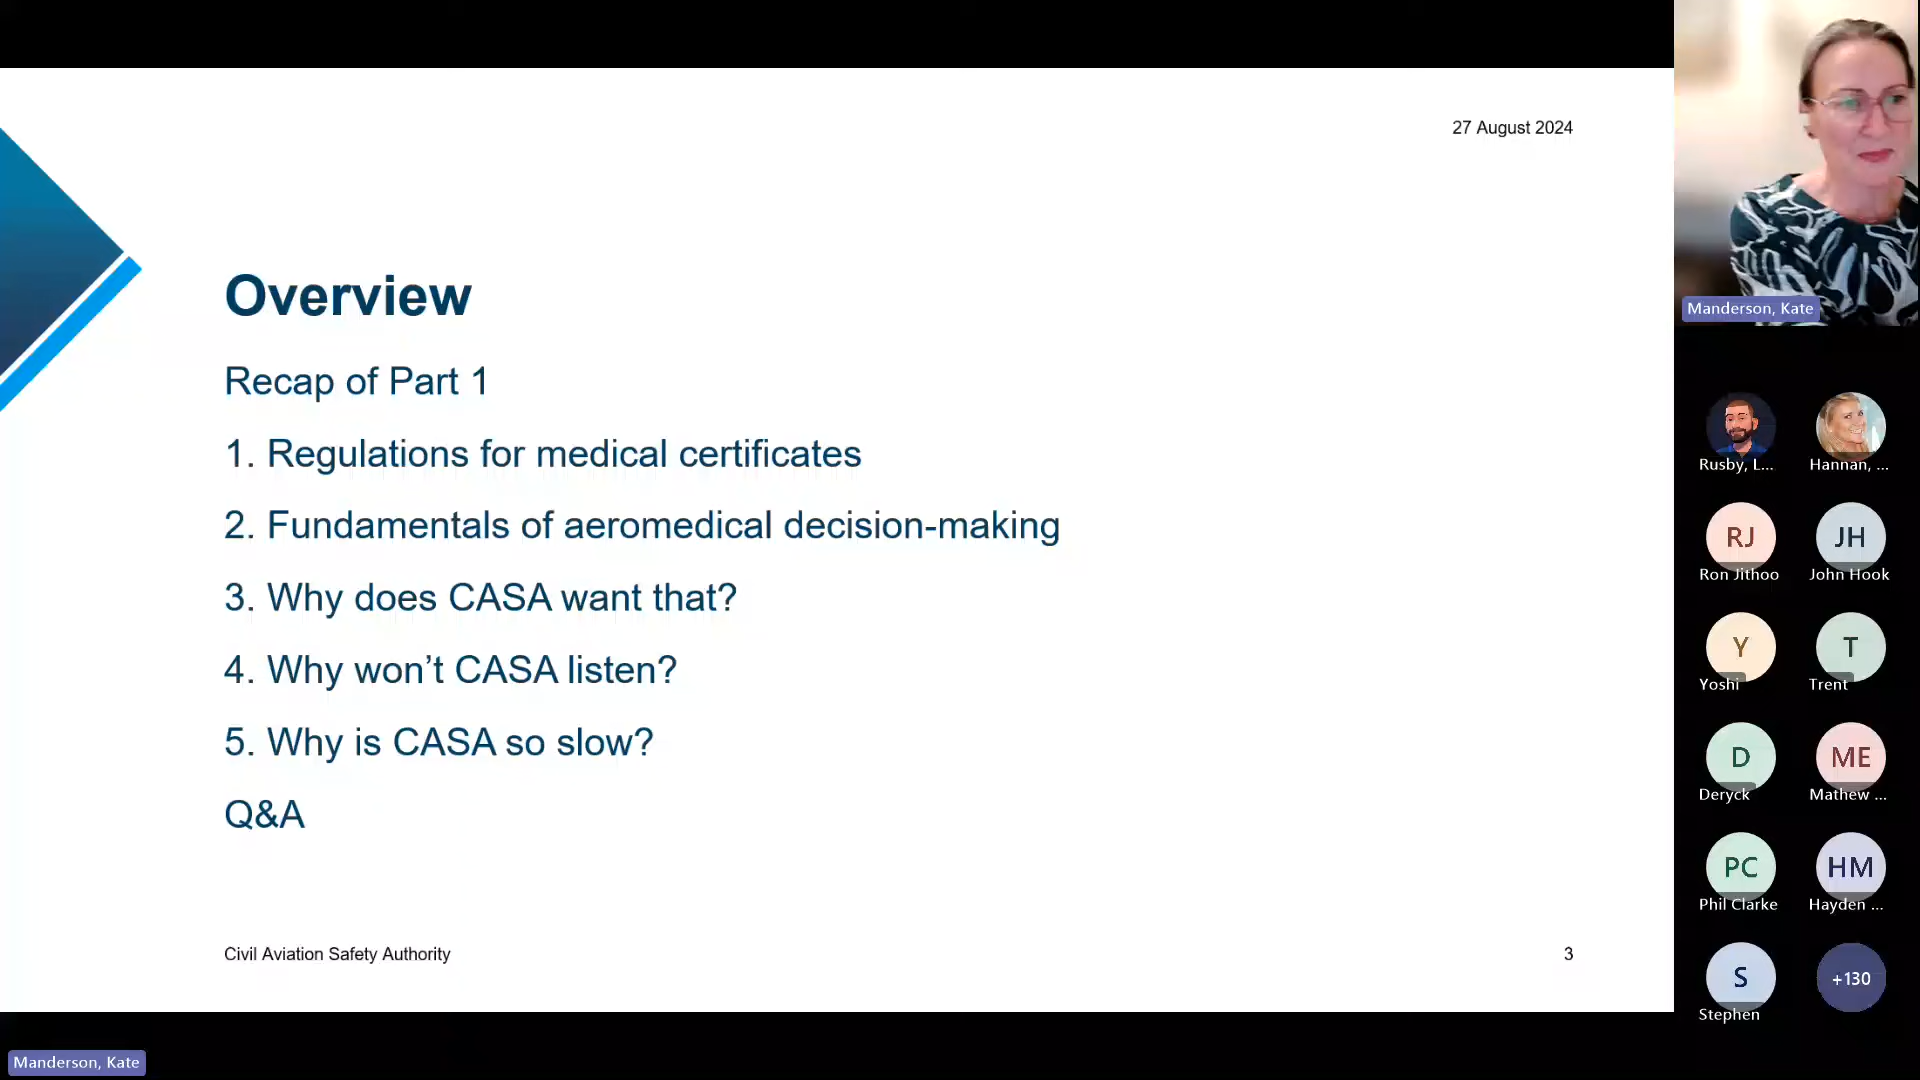 27 August 2024
Overview
Recap of Part 1
1. Regulations for medical certificates
2. Fundamentals of aeromedical decision-making
3. Why does CASA want that?
4. Why won’t CASA listen?
5. Why is CASA so slow?
Q&A
Civil Aviation Safety Authority
3
Manderson, Kate
Rusby, L...
Hannan, ...
RJ
JH
Ron Jithoo
John Hook
Y
T
Yoshi
Trent
D
ME
Deryck
Mathew ...
PC
HM
Phil Clarke
Hayden ...
S
+130
Stephen
Manderson, Kate